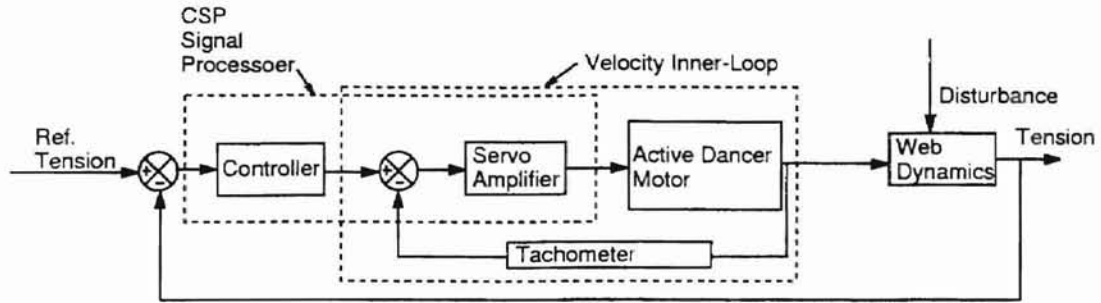 CSP
Signal
Processoer
Velocity Inner-Loop
Disturbance
Ref.
Tension
Tension
+
-
Controller
+
-
Servo
Amplifier
Active Dancer
Motor
Web
Dynamics
Tachometer